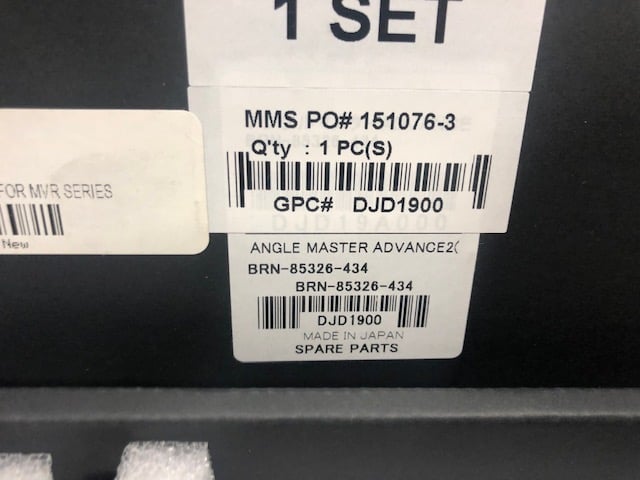 1 SET
MMS PO# 151076-3
Q'ty : 1 PC(S)
GPC# DJD1900
DJD19A000
FOR MVR SERIES
New
ANGLE MASTER ADVANCE2(
BRN-85326-434
BRN-85326-434
DJD1900
MADE IN JAPAN
SPARE PARTS